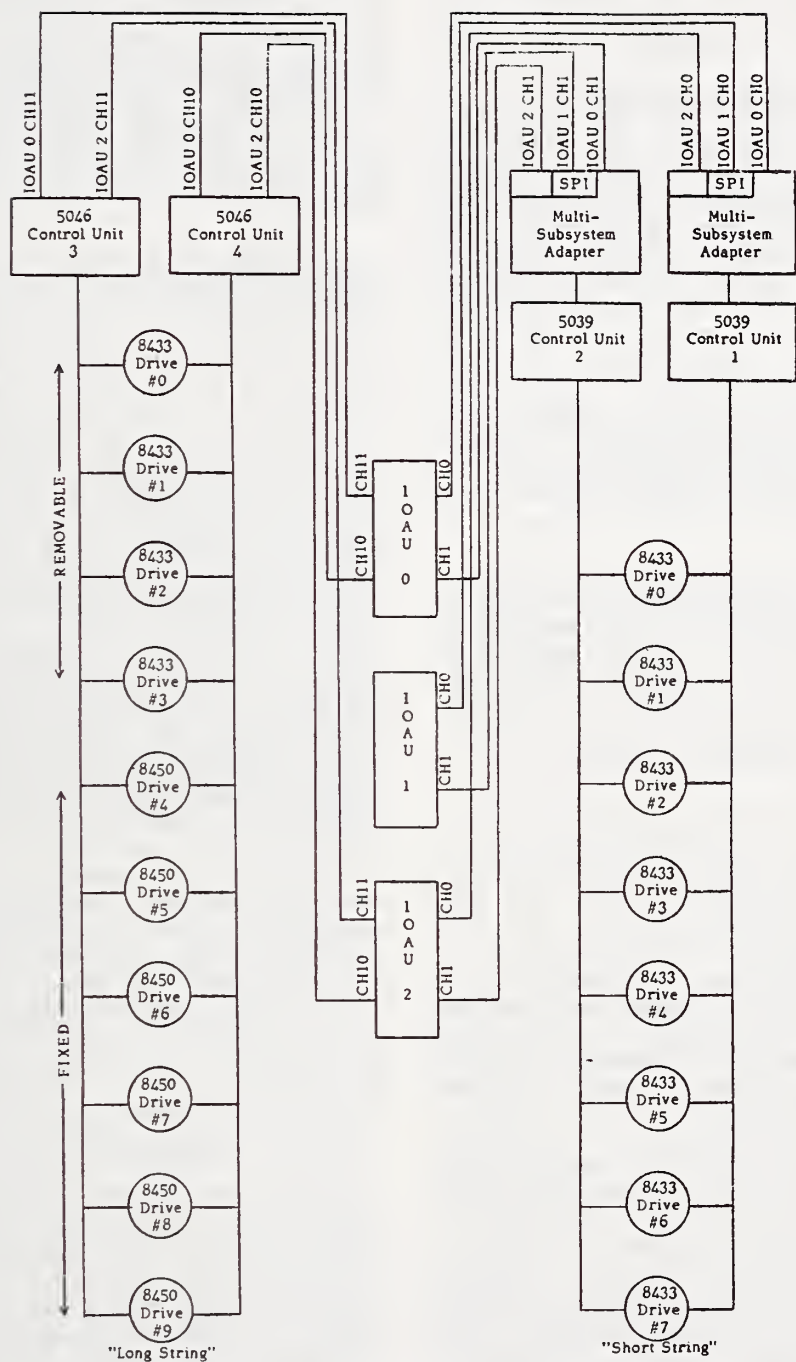 IOAU 0 CH11
IOAU 2 CH11
IOAU 0 CH10
IOAU 2 CH10
IOAU 2 CH1
IOAU 1 CH1
IOAU 0 CH1
IOAU 2 CH0
IOAU 1 CH0
IOAU 0 CH0
5046
Control Unit
3
5046
Control Unit
4
SPI
Multi-
Subsystem
Adapter
SPI
Multi-
Subsystem
Adapter
5039
Control Unit
2
5039
Control Unit
1
REMOVABLE
FIXED
8433
Drive
#0
8433
Drive
#1
8433
Drive
#2
8433
Drive
#3
8450
Drive
#4
8450
Drive
#5
8450
Drive
#6
8450
Drive
#7
8450
Drive
#8
8450
Drive
#9
"Long String"
CH11
CH10
IOAU 0
CH0
CH1
IOAU 1
CH0
CH1
CH11
CH10
IOAU 2
CH0
CH1
8433
Drive
#0
8433
Drive
#1
8433
Drive
#2
8433
Drive
#3
8433
Drive
#4
8433
Drive
#5
8433
Drive
#6
8433
Drive
#7
"Short String"